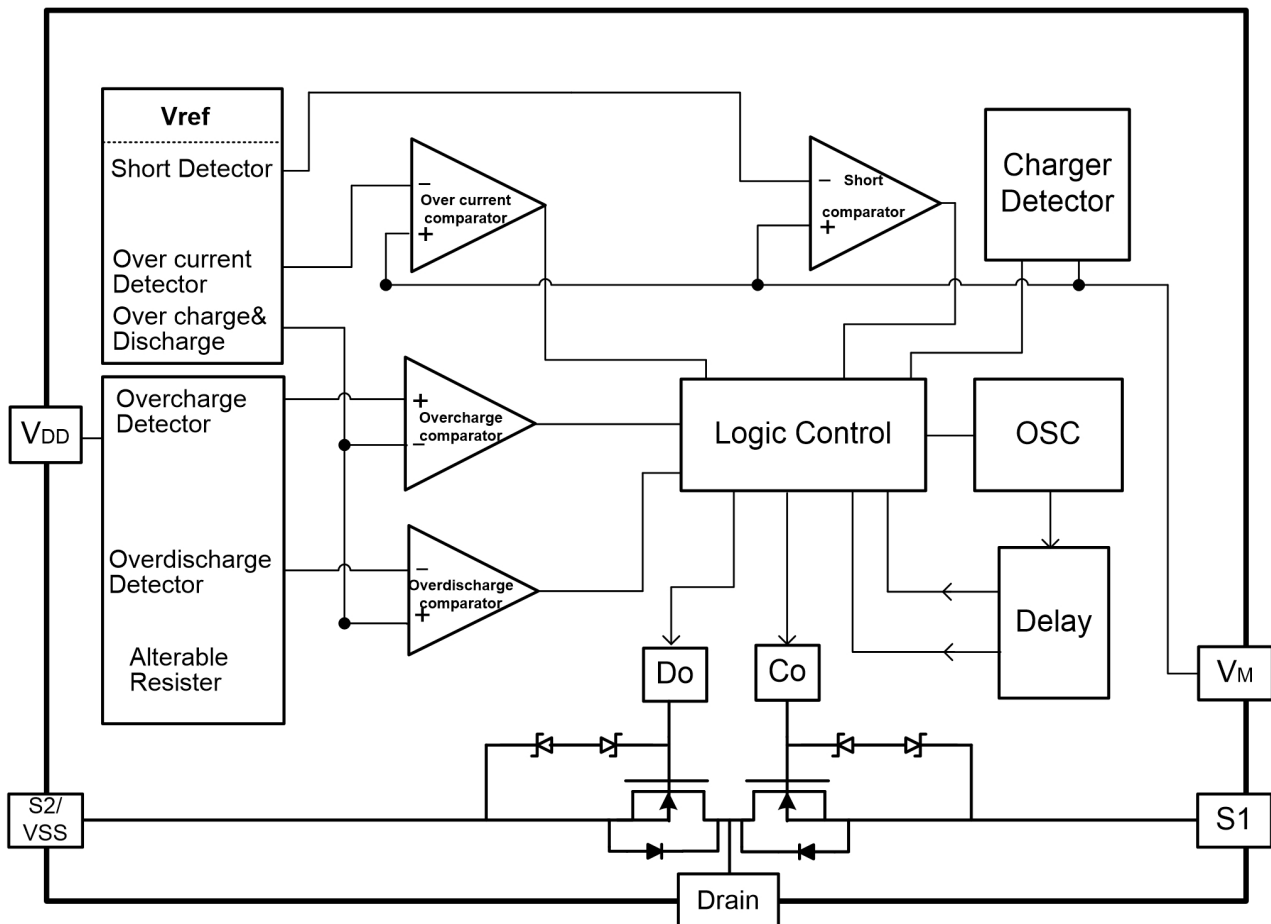 Vref
Short Detector
Over current
Detector
Over charge&
Discharge
− Over current
comparator
+
− Short
comparator
+
Charger
Detector
VDD
Overcharge
Detector
+
Overcharge
comparator
−
Logic Control
OSC
Overdischarge
Detector
−
Overdischarge
comparator
+
Delay
Alterable
Resister
Do
Co
VM
S2/
VSS
S1
Drain